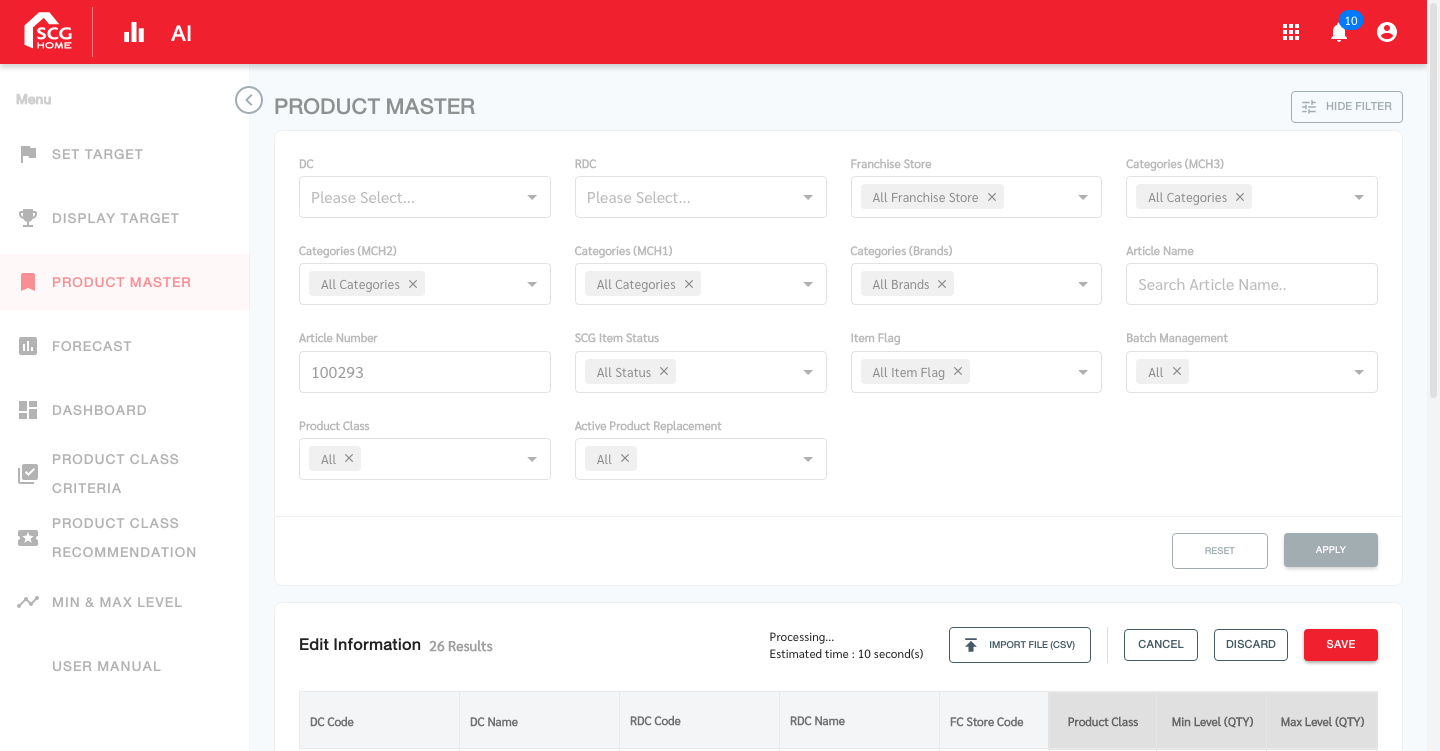 SCG
HOME
AI
10
Menu
SET TARGET
DISPLAY TARGET
PRODUCT MASTER
FORECAST
DASHBOARD
PRODUCT CLASS
CRITERIA
PRODUCT CLASS
RECOMMENDATION
MIN & MAX LEVEL
USER MANUAL
PRODUCT MASTER
HIDE FILTER
DC
RDC
Franchise Store
Categories (MCH3)
Please Select...
Please Select...
All Franchise Store
All Categories
Categories (MCH2)
Categories (MCH1)
Categories (Brands)
Article Name
All Categories
All Categories
All Brands
Search Article Name..
Article Number
SCG Item Status
Item Flag
Batch Management
100293
All Status
All Item Flag
All
Product Class
Active Product Replacement
All
All
RESET
APPLY
Edit Information
26 Results
Processing...
Estimated time : 10 second(s)
IMPORT FILE (CSV)
CANCEL
DISCARD
SAVE
DC Code
DC Name
RDC Code
RDC Name
FC Store Code
Product Class
Min Level (QTY)
Max Level (QTY)